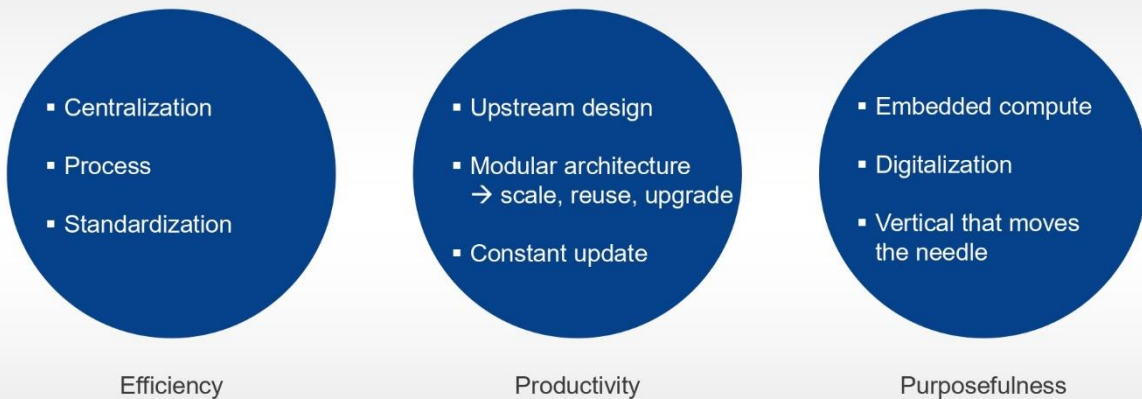 ▪ Centralization
▪ Process
▪ Standardization
Efficiency
▪ Upstream design
▪ Modular architecture
→ scale, reuse, upgrade
▪ Constant update
Productivity
▪ Embedded compute
▪ Digitalization
▪ Vertical that moves
the needle
Purposefulness